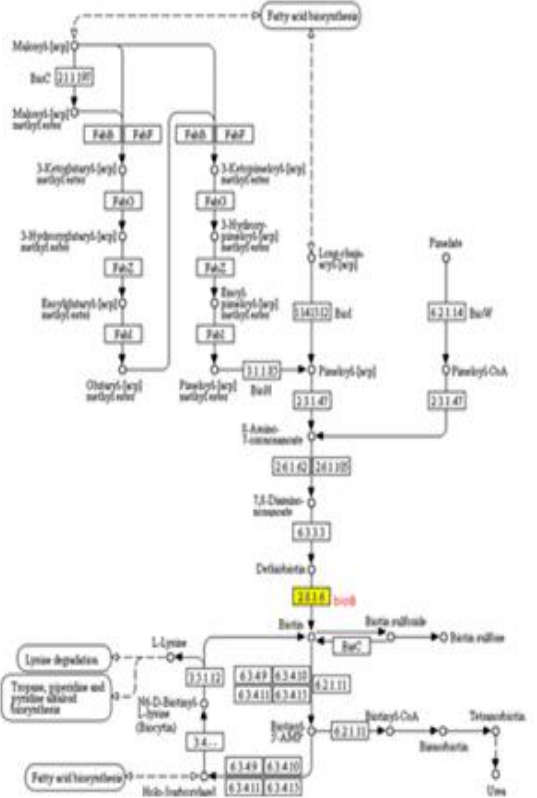 Fatty acid biosynthesis
Malonyl-[acp]
BioC
2.1.1.197
Malonyl-[acp]
methyl ester
FabB FabF
FabB FabF
3-Ketoglutaryl-[acp]
methyl ester
3-Ketopimeloyl-[acp]
methyl ester
FabG
FabG
3-Hydroxyglutaryl-[acp]
methyl ester
3-Hydroxy-
pimeloyl-[acp]
methyl ester
Long-chain-
acyl-[acp]
Pimelate
FabZ
FabZ
Enoylglutaryl-[acp]
methyl ester
Enoyl-
pimeloyl-[acp]
methyl ester
BioI
6.2.1.14 BioW
FabI
FabI
Glutaryl-[acp]
methyl ester
Pimeloyl-[acp]
methyl ester
3.1.1.85
BioH
Pimeloyl-[acp]
Pimeloyl-CoA
2.3.1.47
2.3.1.47
8-Amino-
7-oxononanoate
2.6.1.62 2.6.1.105
7,8-Diamino-
nonanoate
6.3.3.3
Dethiobiotin
2.8.1.6 bioB
Biotin
Biotin sulfoxide
Biotin sulfone
BisC
L-Lysine
Lysine degradation
Tropane, piperidine and
pyridine alkaloid
biosynthesis
3.5.1.12
6.3.4.9 6.3.4.10
6.3.4.11 6.3.4.15
6.2.1.11
N6-D-Biotinyl-
L-lysine
(Biocytin)
3.4.-.-
Biotinyl-
5'-AMP
6.2.1.11
Biotinyl-CoA
Bisnorbiotin
Tetranorbiotin
Urea
Fatty acid biosynthesis
6.3.4.9 6.3.4.10
6.3.4.11 6.3.4.15